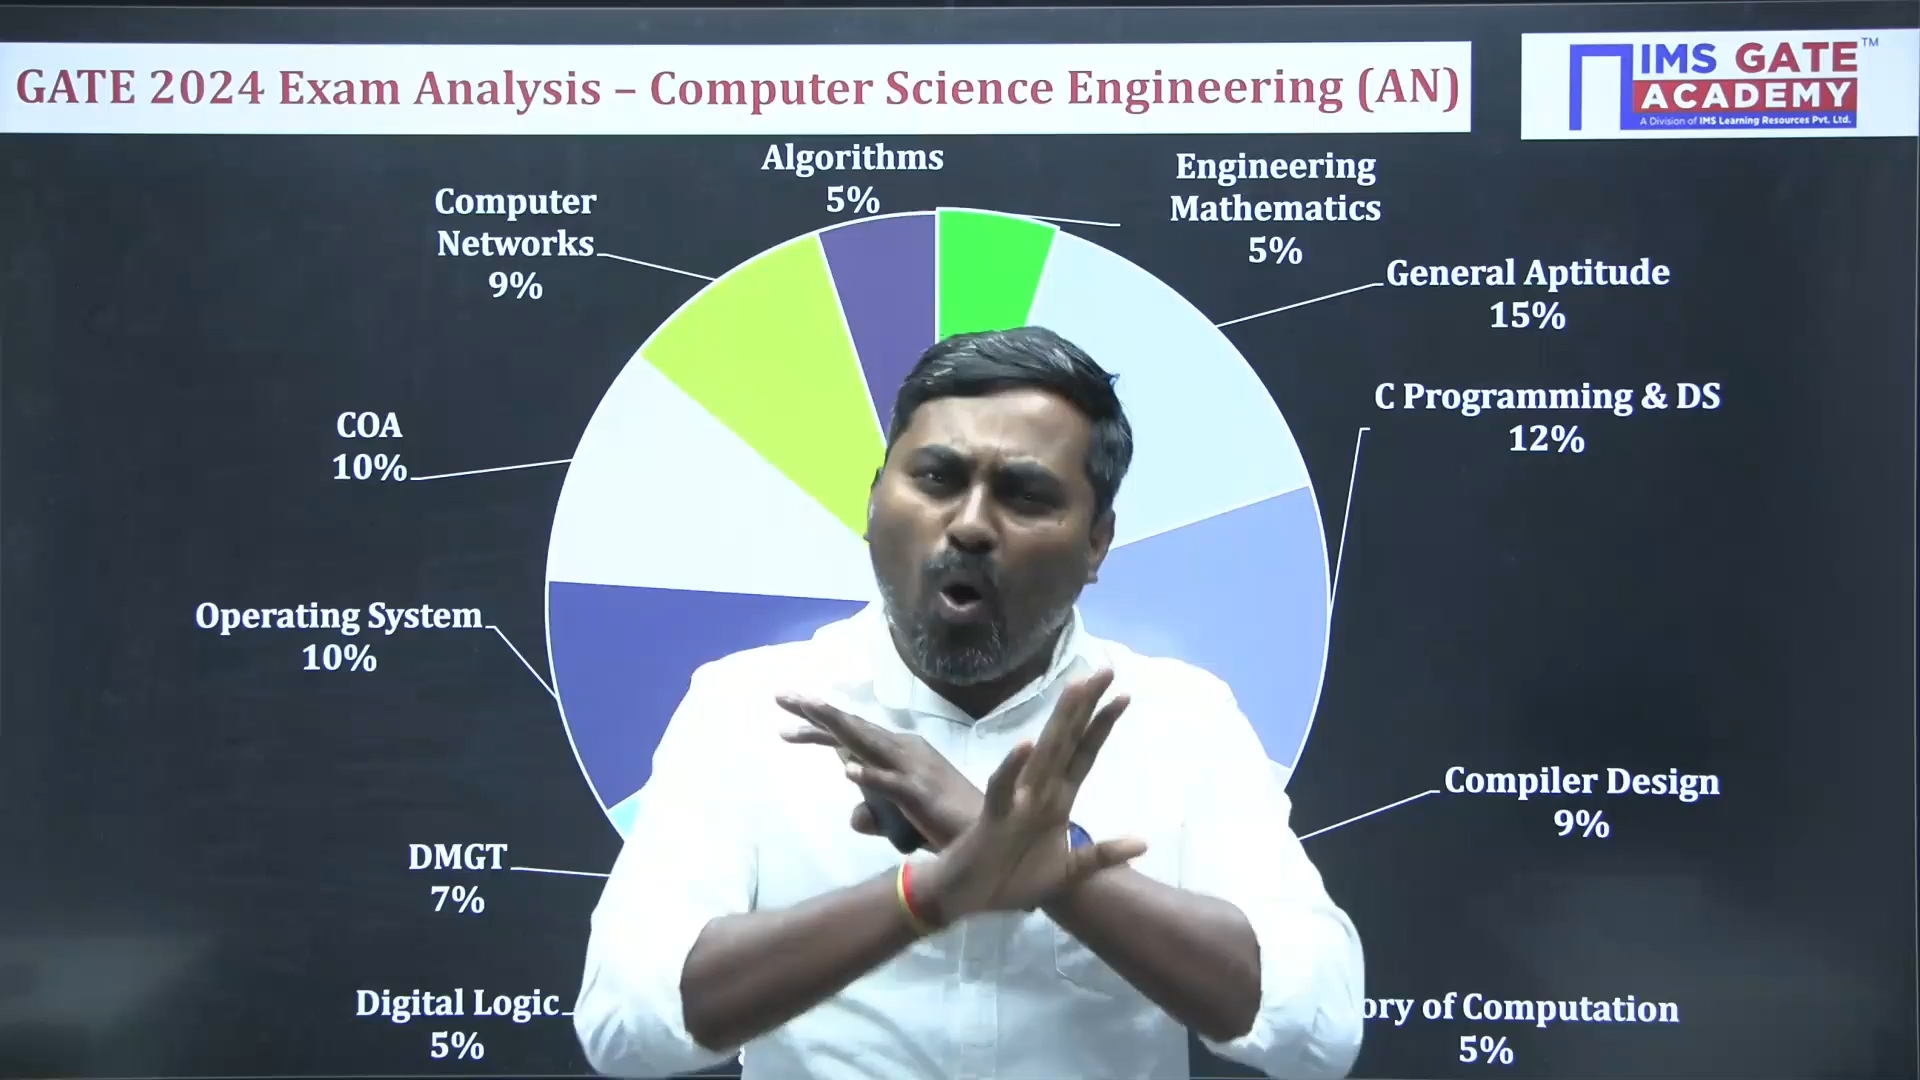 GATE 2024 Exam Analysis – Computer Science Engineering (AN)
IMS GATE TM
ACADEMY
A Division of IMS Learning Resources Pvt. Ltd.
Algorithms
5%
Engineering
Mathematics
5%
Computer
Networks
9%
General Aptitude
15%
C Programming & DS
12%
COA
10%
Operating System
10%
Compiler Design
9%
DMGT
7%
Digital Logic
5%
ory of Computation
5%